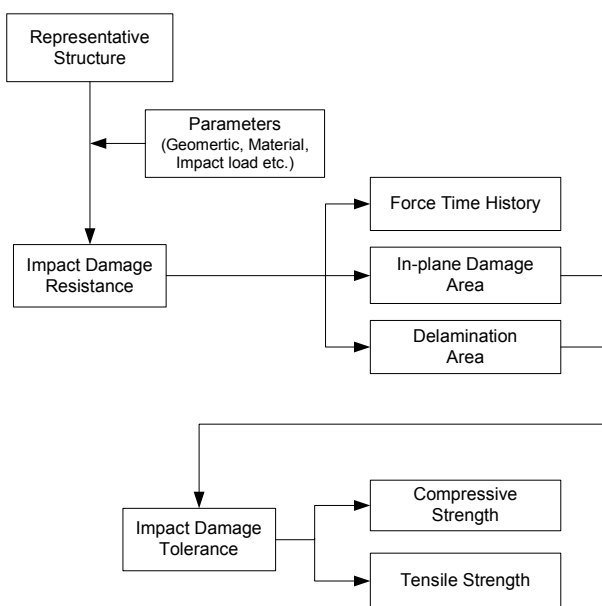 Representative
Structure
Parameters
(Geomertic, Material,
Impact load etc.)
Force Time History
Impact Damage
Resistance
In-plane Damage
Area
Delamination
Area
Compressive
Strength
Impact Damage
Tolerance
Tensile Strength